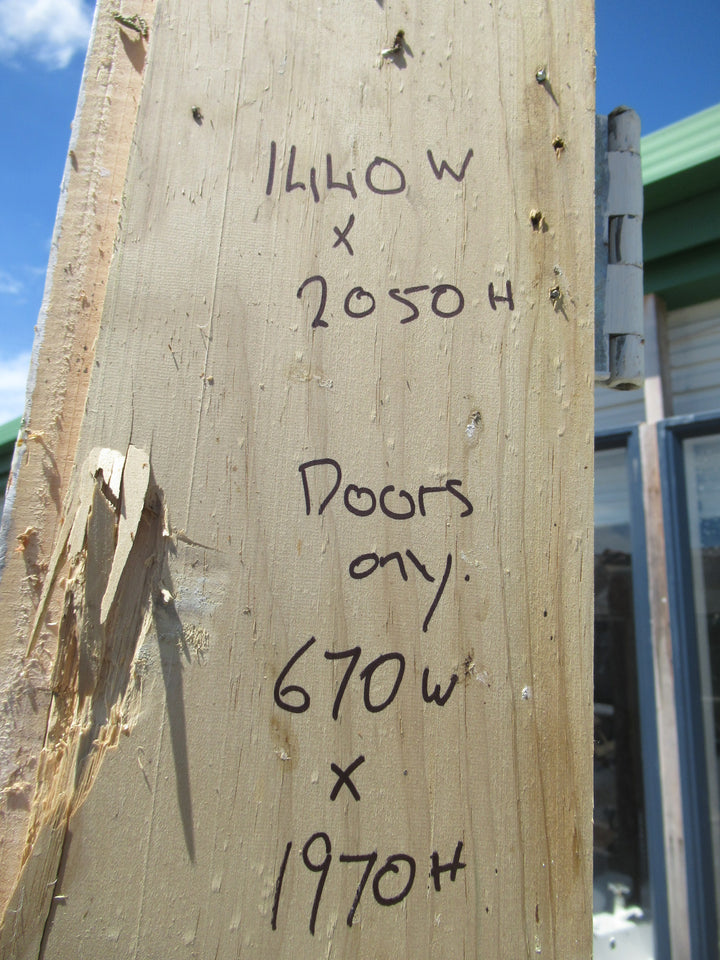 1440 W
x
2050 H
Doors
only.
670 W
x
1970 H